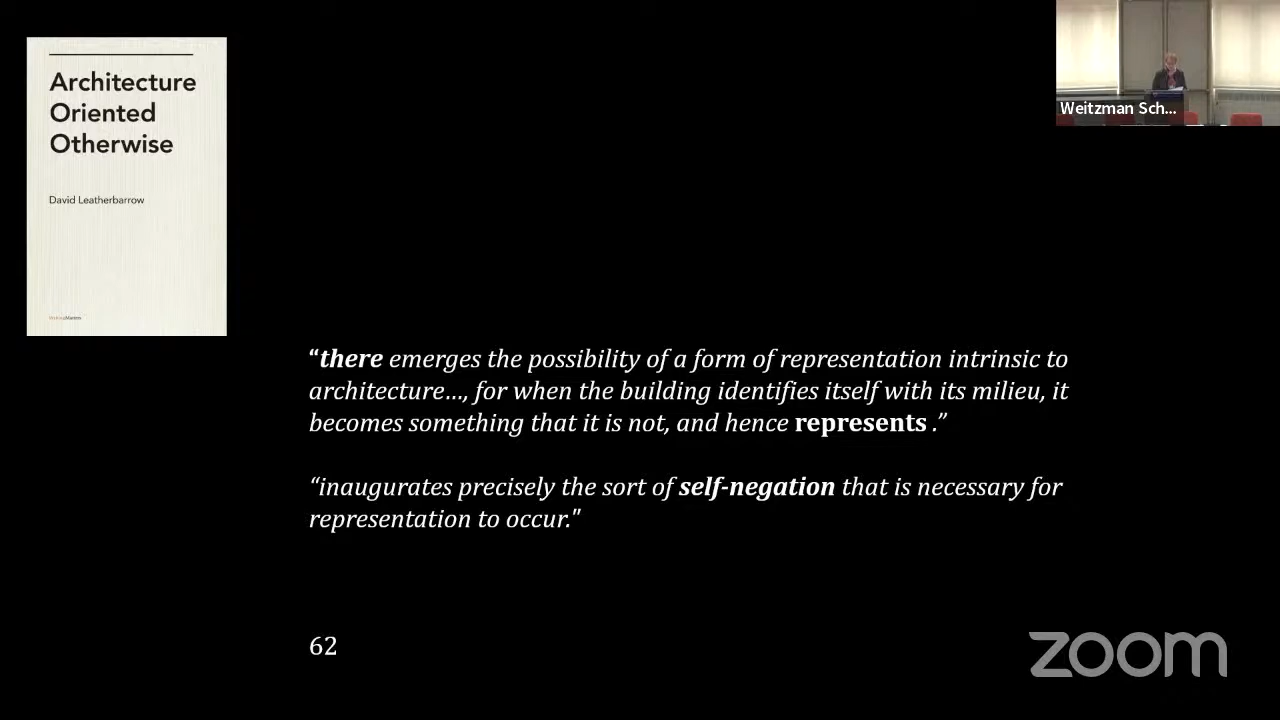 Architecture
Oriented
Otherwise
David Leatherbarrow
Weitzman Sch...
“there emerges the possibility of a form of representation intrinsic to
architecture…, for when the building identifies itself with its milieu, it
becomes something that it is not, and hence represents .”
“inaugurates precisely the sort of self-negation that is necessary for
representation to occur."
62
zoom